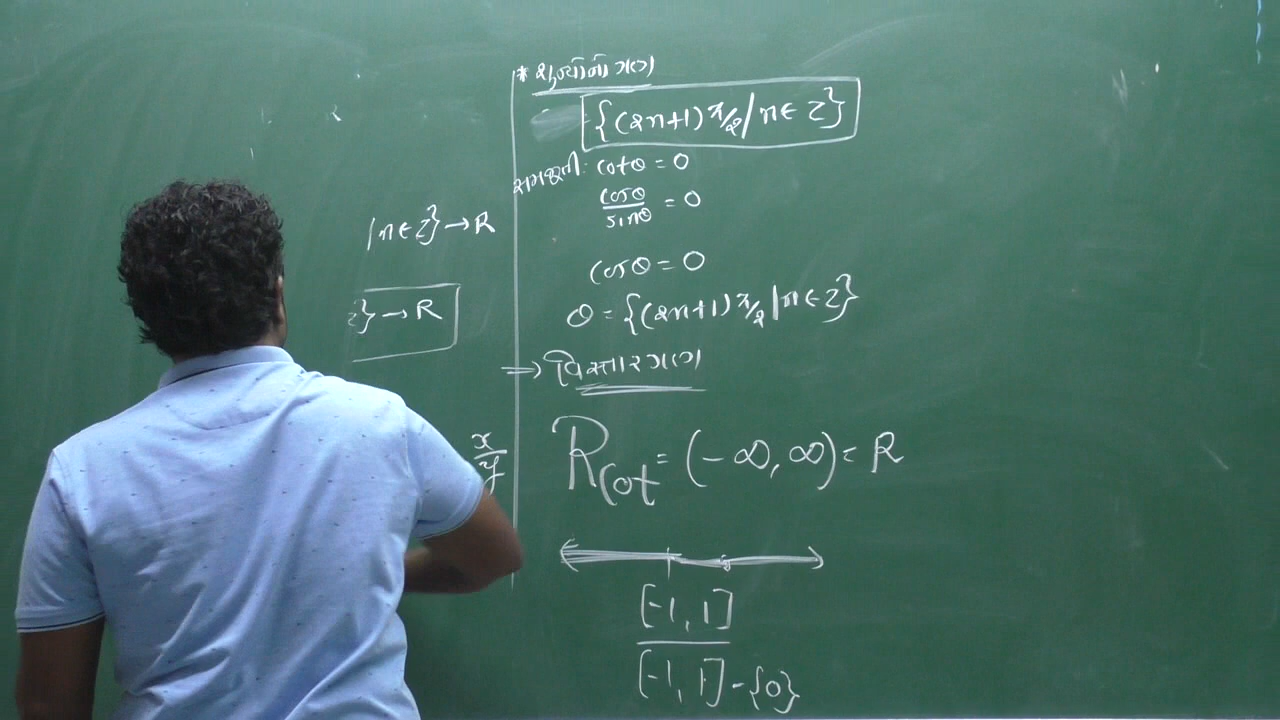 |n∈Z}→R
Z}→R
x/y
* શૂન્યોનો ગણ
={(2n+1)π/2|n∈Z}
સમજૂતી: cotθ=0
cosθ/sinθ=0
cosθ=0
θ={(2n+1)π/2|n∈Z}
⇒ વિસ્તારગણ
Rcot=(-∞,∞)=R
[-1,1]
[-1,1]-{0}